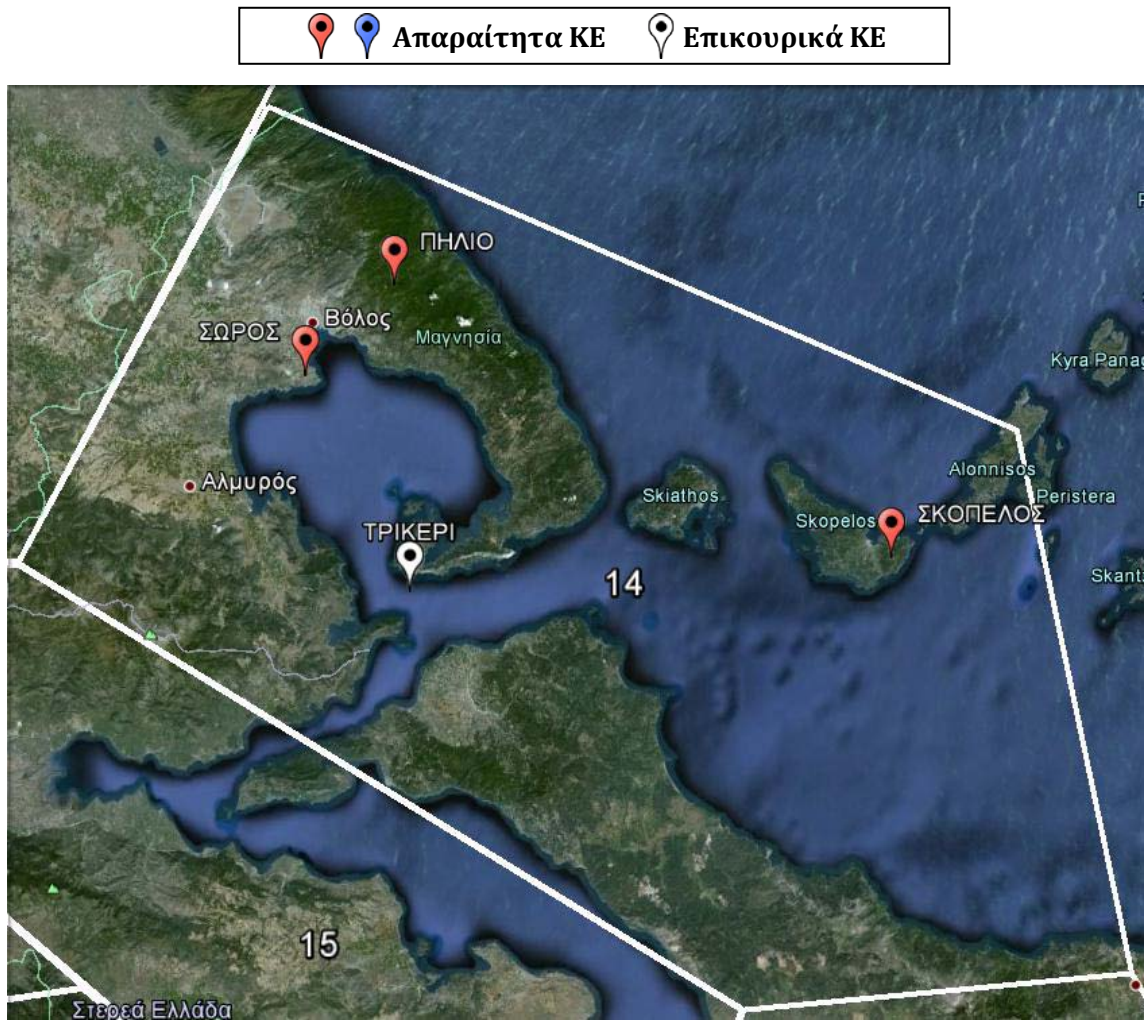 Απαραίτητα ΚΕ Επικουρικά ΚΕ
ΠΗΛΙΟ
Βόλος
ΣΩΡΟΣ
Μαγνησία
Kyra Panag
Αλμυρός
Alonnisos
Skiathos
Peristera
Skopelos
ΣΚΟΠΕΛΟΣ
ΤΡΙΚΕΡΙ
14
Skantz
15
Στερεά Ελλάδα